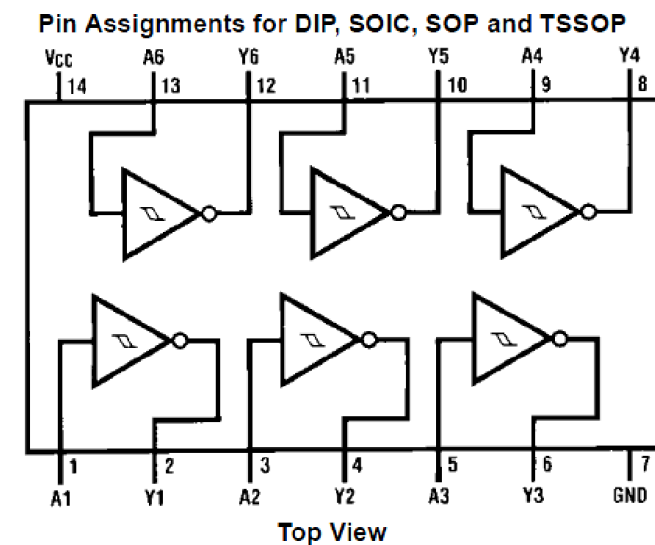 Pin Assignments for DIP, SOIC, SOP and TSSOP
VCC A6 Y6 A5 Y5 A4 Y4
14 13 12 11 10 9 8
1 2 3 4 5 6 7
A1 Y1 A2 Y2 A3 Y3 GND
Top View